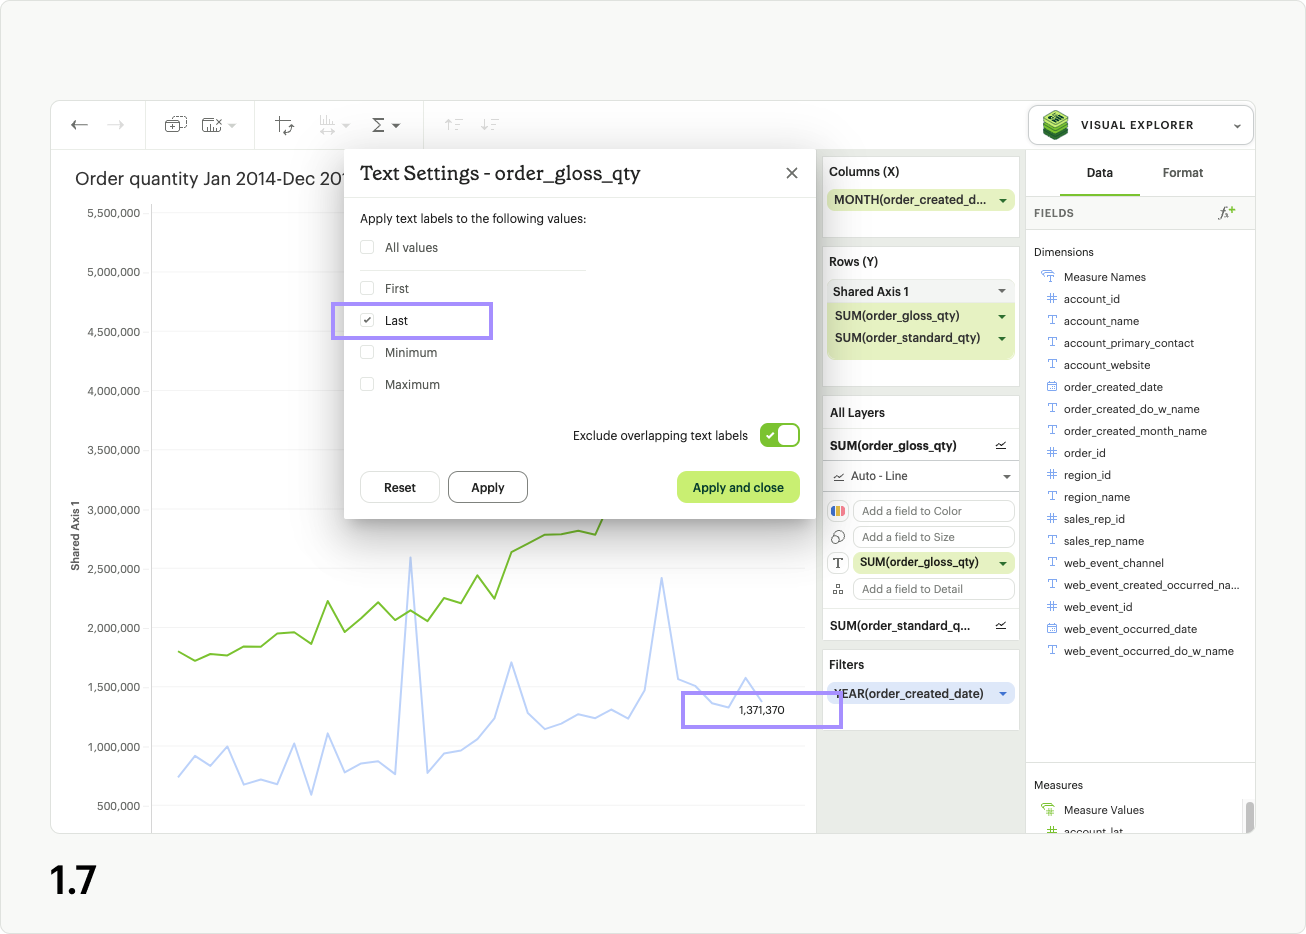 VISUAL EXPLORER
Order quantity Jan 2014-Dec 201
5,500,000
5,000,000
4,500,000
4,000,000
3,500,000
3,000,000
2,500,000
2,000,000
1,500,000
1,000,000
500,000
Shared Axis 1
1,371,370
Text Settings - order_gloss_qty
Apply text labels to the following values:
All values
First
Last
Minimum
Maximum
Exclude overlapping text labels
Reset
Apply
Apply and close
Columns (X)
MONTH(order_created_d...
Rows (Y)
Shared Axis 1
SUM(order_gloss_qty)
SUM(order_standard_qty)
All Layers
SUM(order_gloss_qty)
Auto - Line
Add a field to Color
Add a field to Size
T
SUM(order_gloss_qty)
Add a field to Detail
SUM(order_standard_q...
Filters
YEAR(order_created_date)
Data
Format
FIELDS
Dimensions
Measure Names
account_id
account_name
account_primary_contact
account_website
order_created_date
order_created_do_w_name
order_created_month_name
order_id
region_id
region_name
sales_rep_id
sales_rep_name
web_event_channel
web_event_created_occurred_na...
web_event_id
web_event_occurred_date
web_event_occurred_do_w_name
Measures
Measure Values
account_lat
1.7